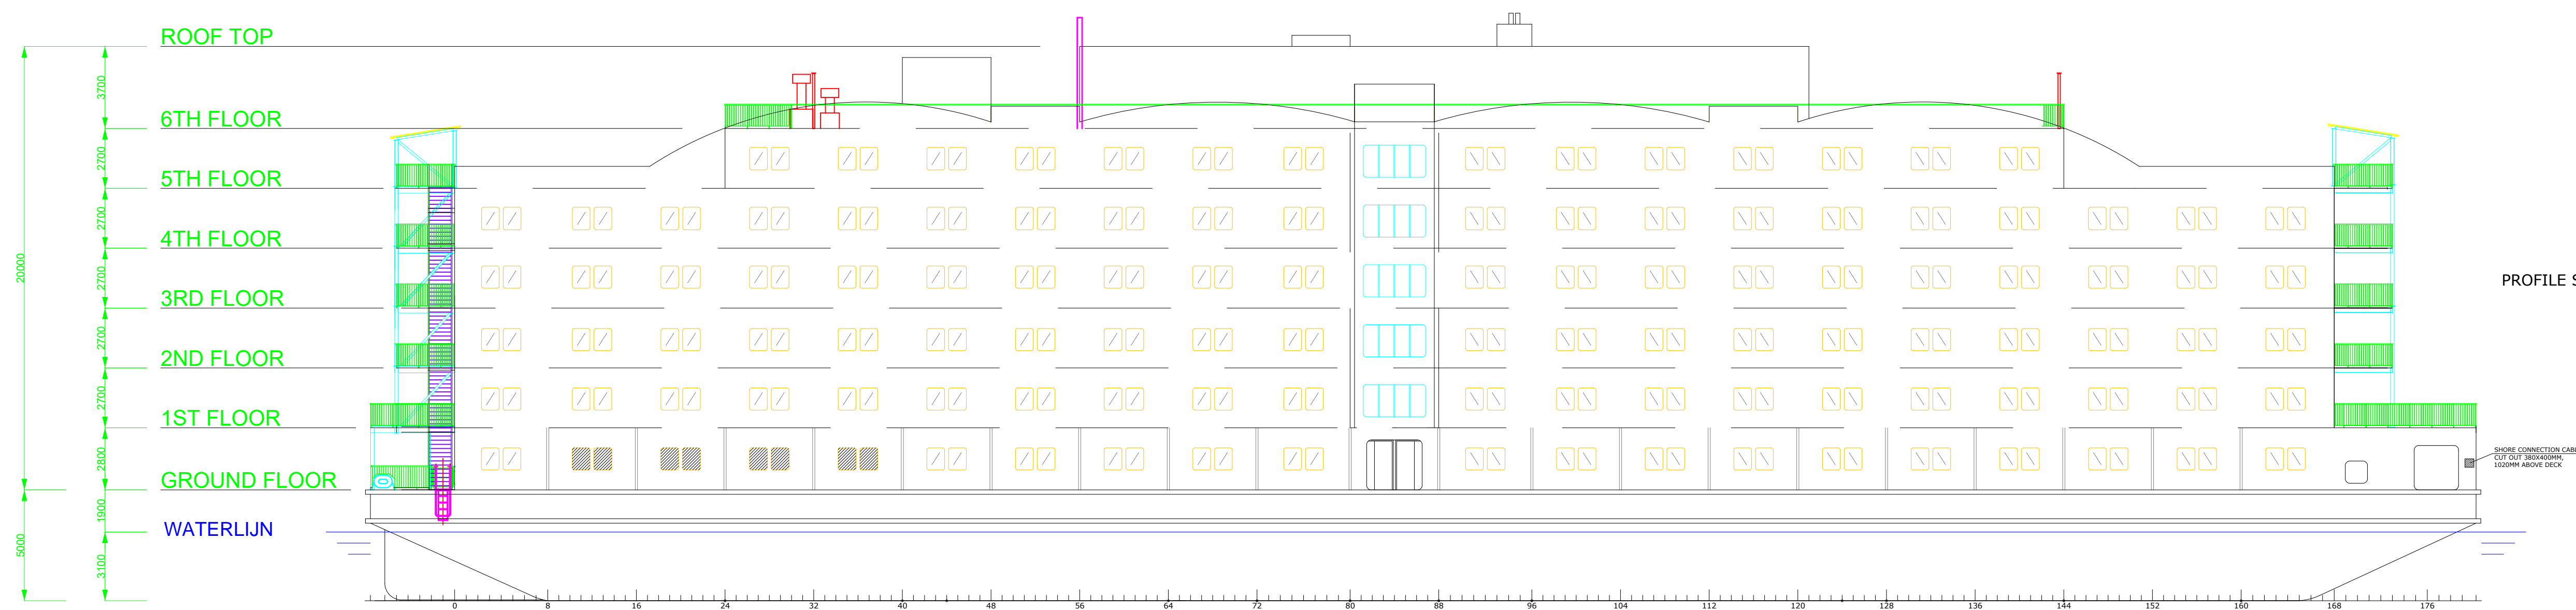 ROOF TOP
3700
6TH FLOOR
2700
5TH FLOOR
2700
4TH FLOOR
20000
2700
3RD FLOOR
2700
2ND FLOOR
2700
1ST FLOOR
2800
GROUND FLOOR
1900
WATERLIJN
5000
3100
PROFILE S
SHORE CONNECTION CABL
CUT OUT 380X400MM,
1020MM ABOVE DECK
0 8 16 24 32 40 48 56 64 72 80 88 96 104 112 120 128 136 144 152 160 168 176